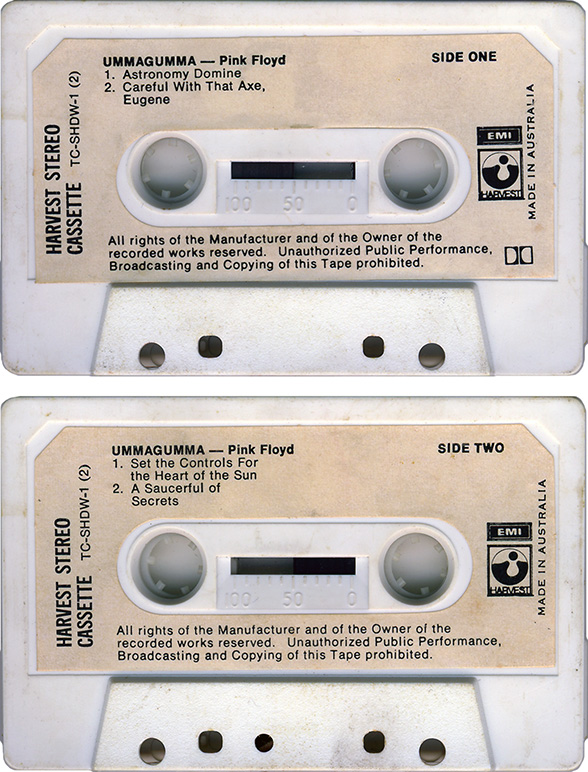 UMMAGUMMA — Pink Floyd
SIDE ONE
1. Astronomy Domine
2. Careful With That Axe,
Eugene
HARVEST STEREO
CASSETTE TC-SHDW-1 (2)
EMI
HARVEST
MADE IN AUSTRALIA
100 50 0
All rights of the Manufacturer and of the Owner of the
recorded works reserved. Unauthorized Public Performance,
Broadcasting and Copying of this Tape prohibited.
UMMAGUMMA — Pink Floyd
SIDE TWO
1. Set the Controls For
the Heart of the Sun
2. A Saucerful of
Secrets
HARVEST STEREO
CASSETTE TC-SHDW-1 (2)
EMI
HARVEST
MADE IN AUSTRALIA
100 50 0
All rights of the Manufacturer and of the Owner of the
recorded works reserved. Unauthorized Public Performance,
Broadcasting and Copying of this Tape prohibited.